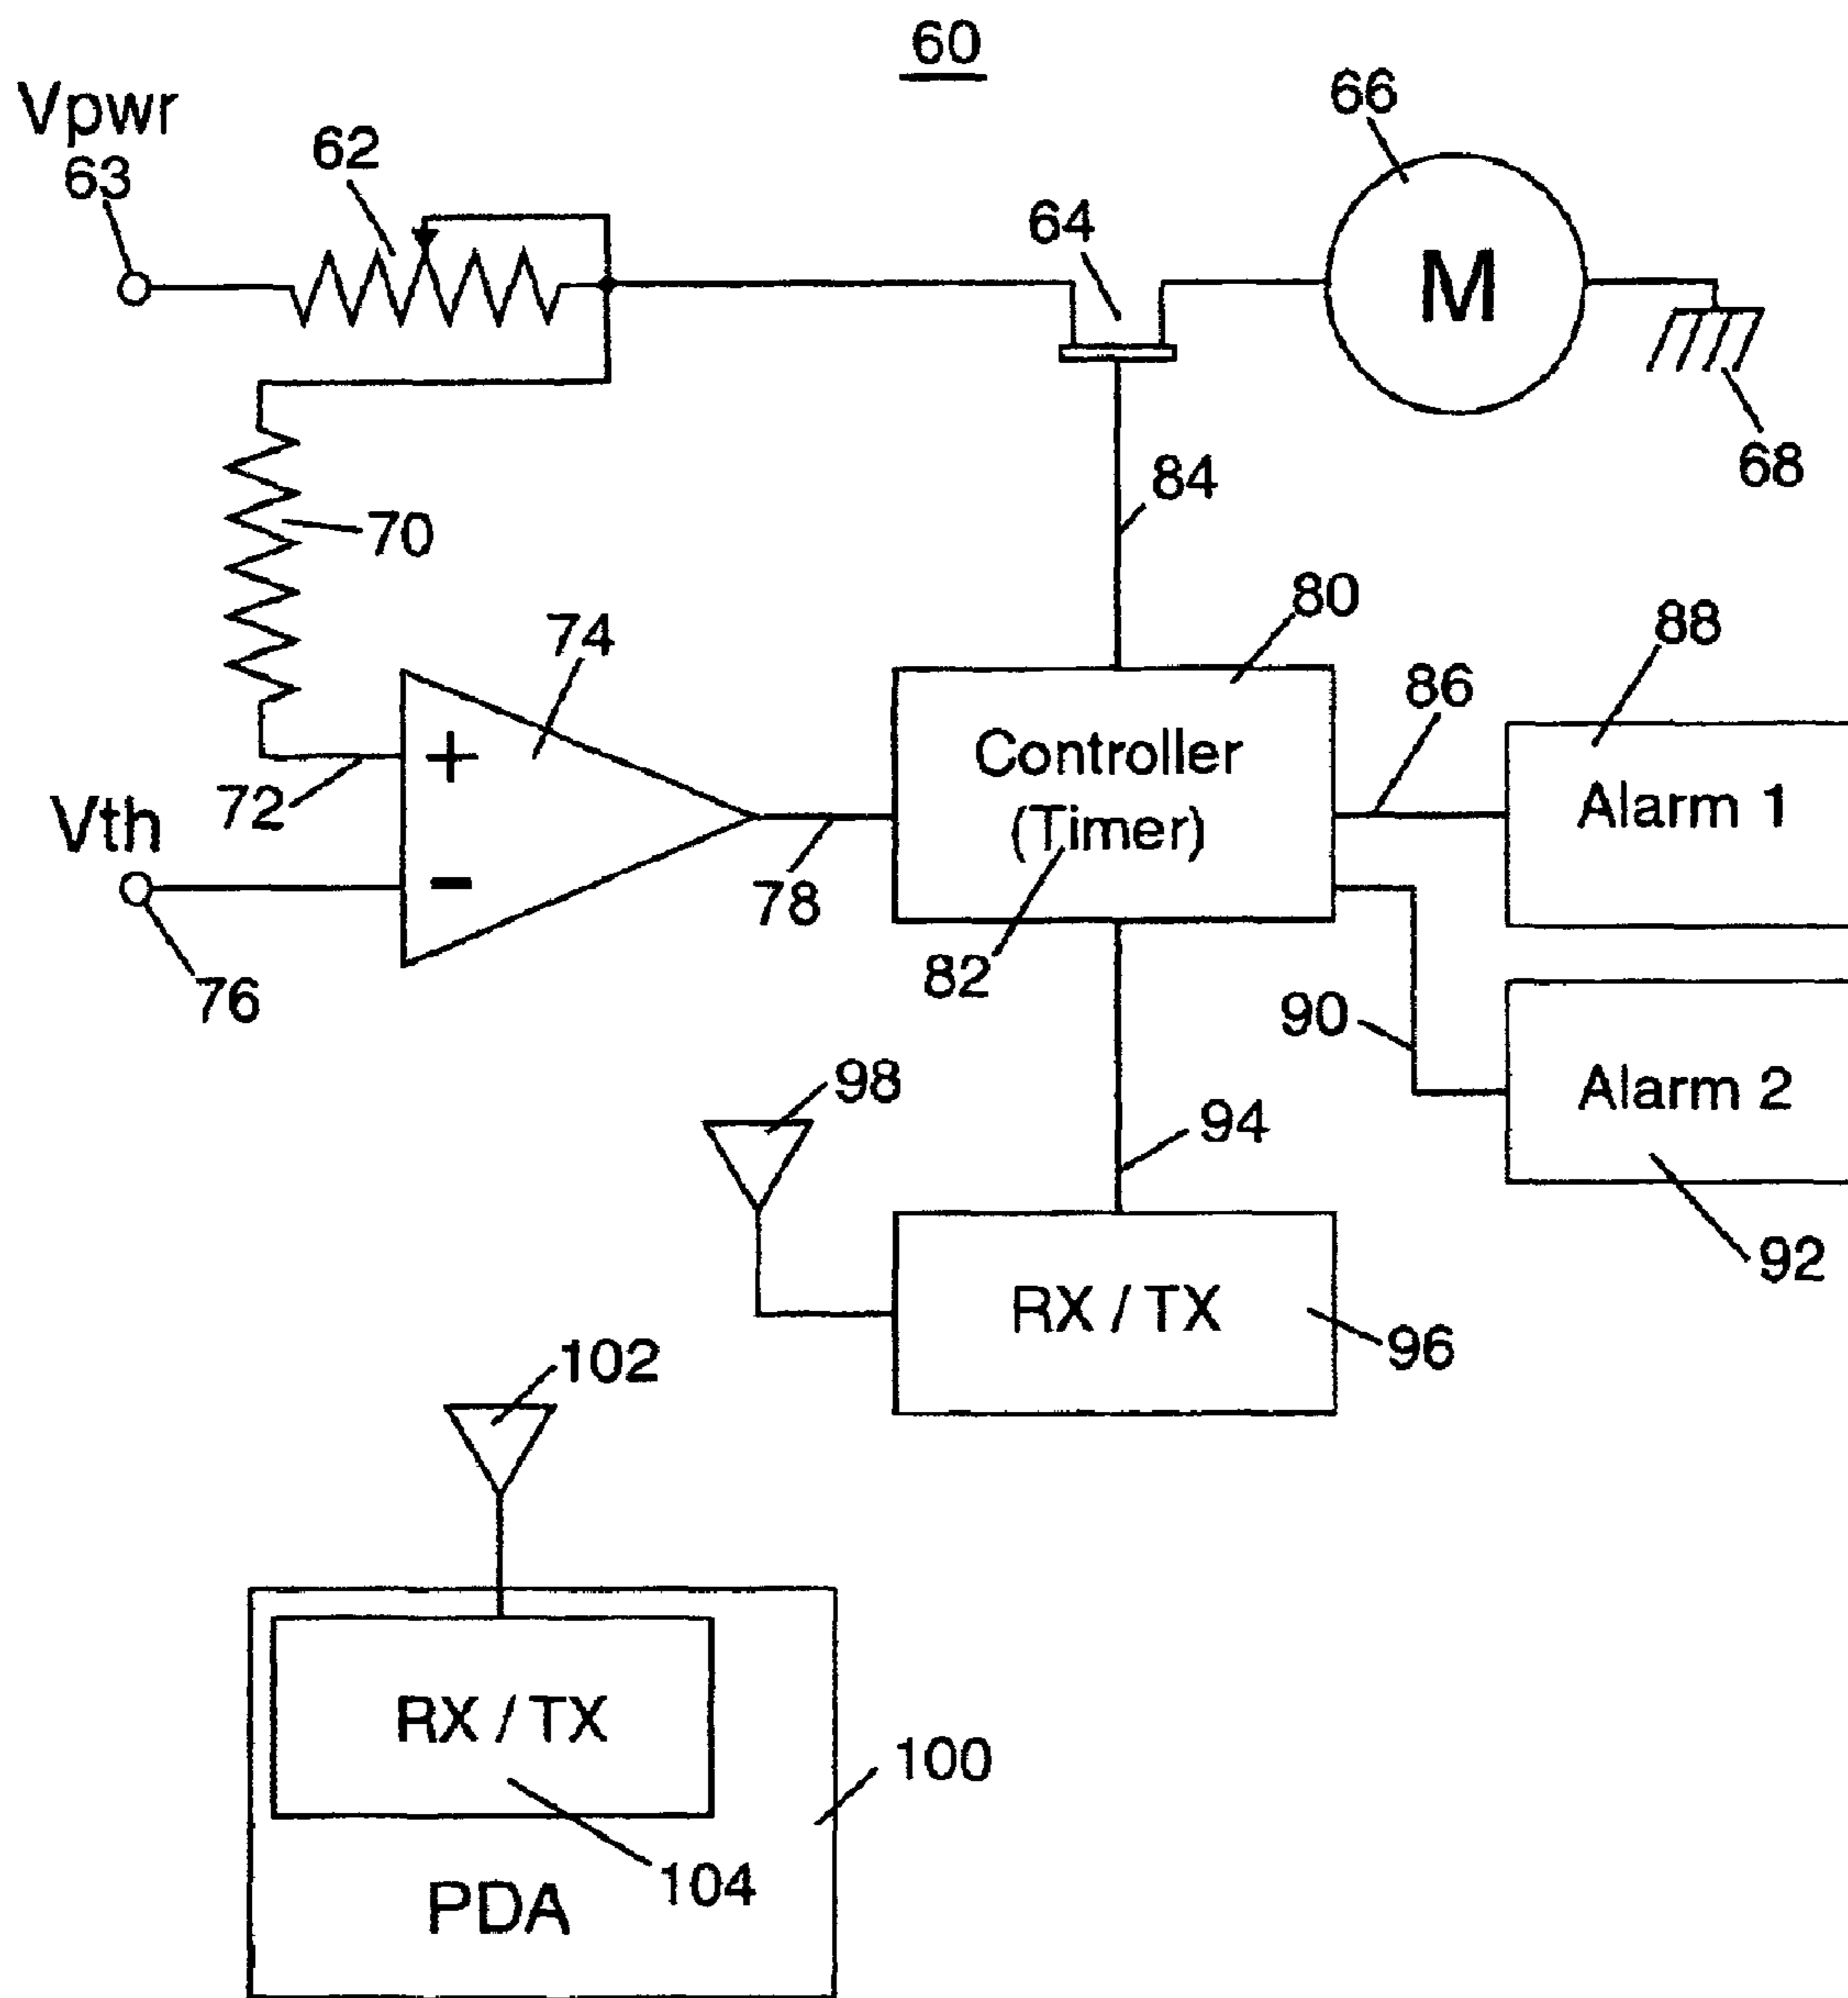 60
Vpwr
63
62
64
66
M
68
70
84
74
80
88
86
+
Controller
(Timer)
Alarm 1
72
Vth
-
78
76
82
90
Alarm 2
98
94
92
RX / TX
96
102
RX / TX
100
104
PDA